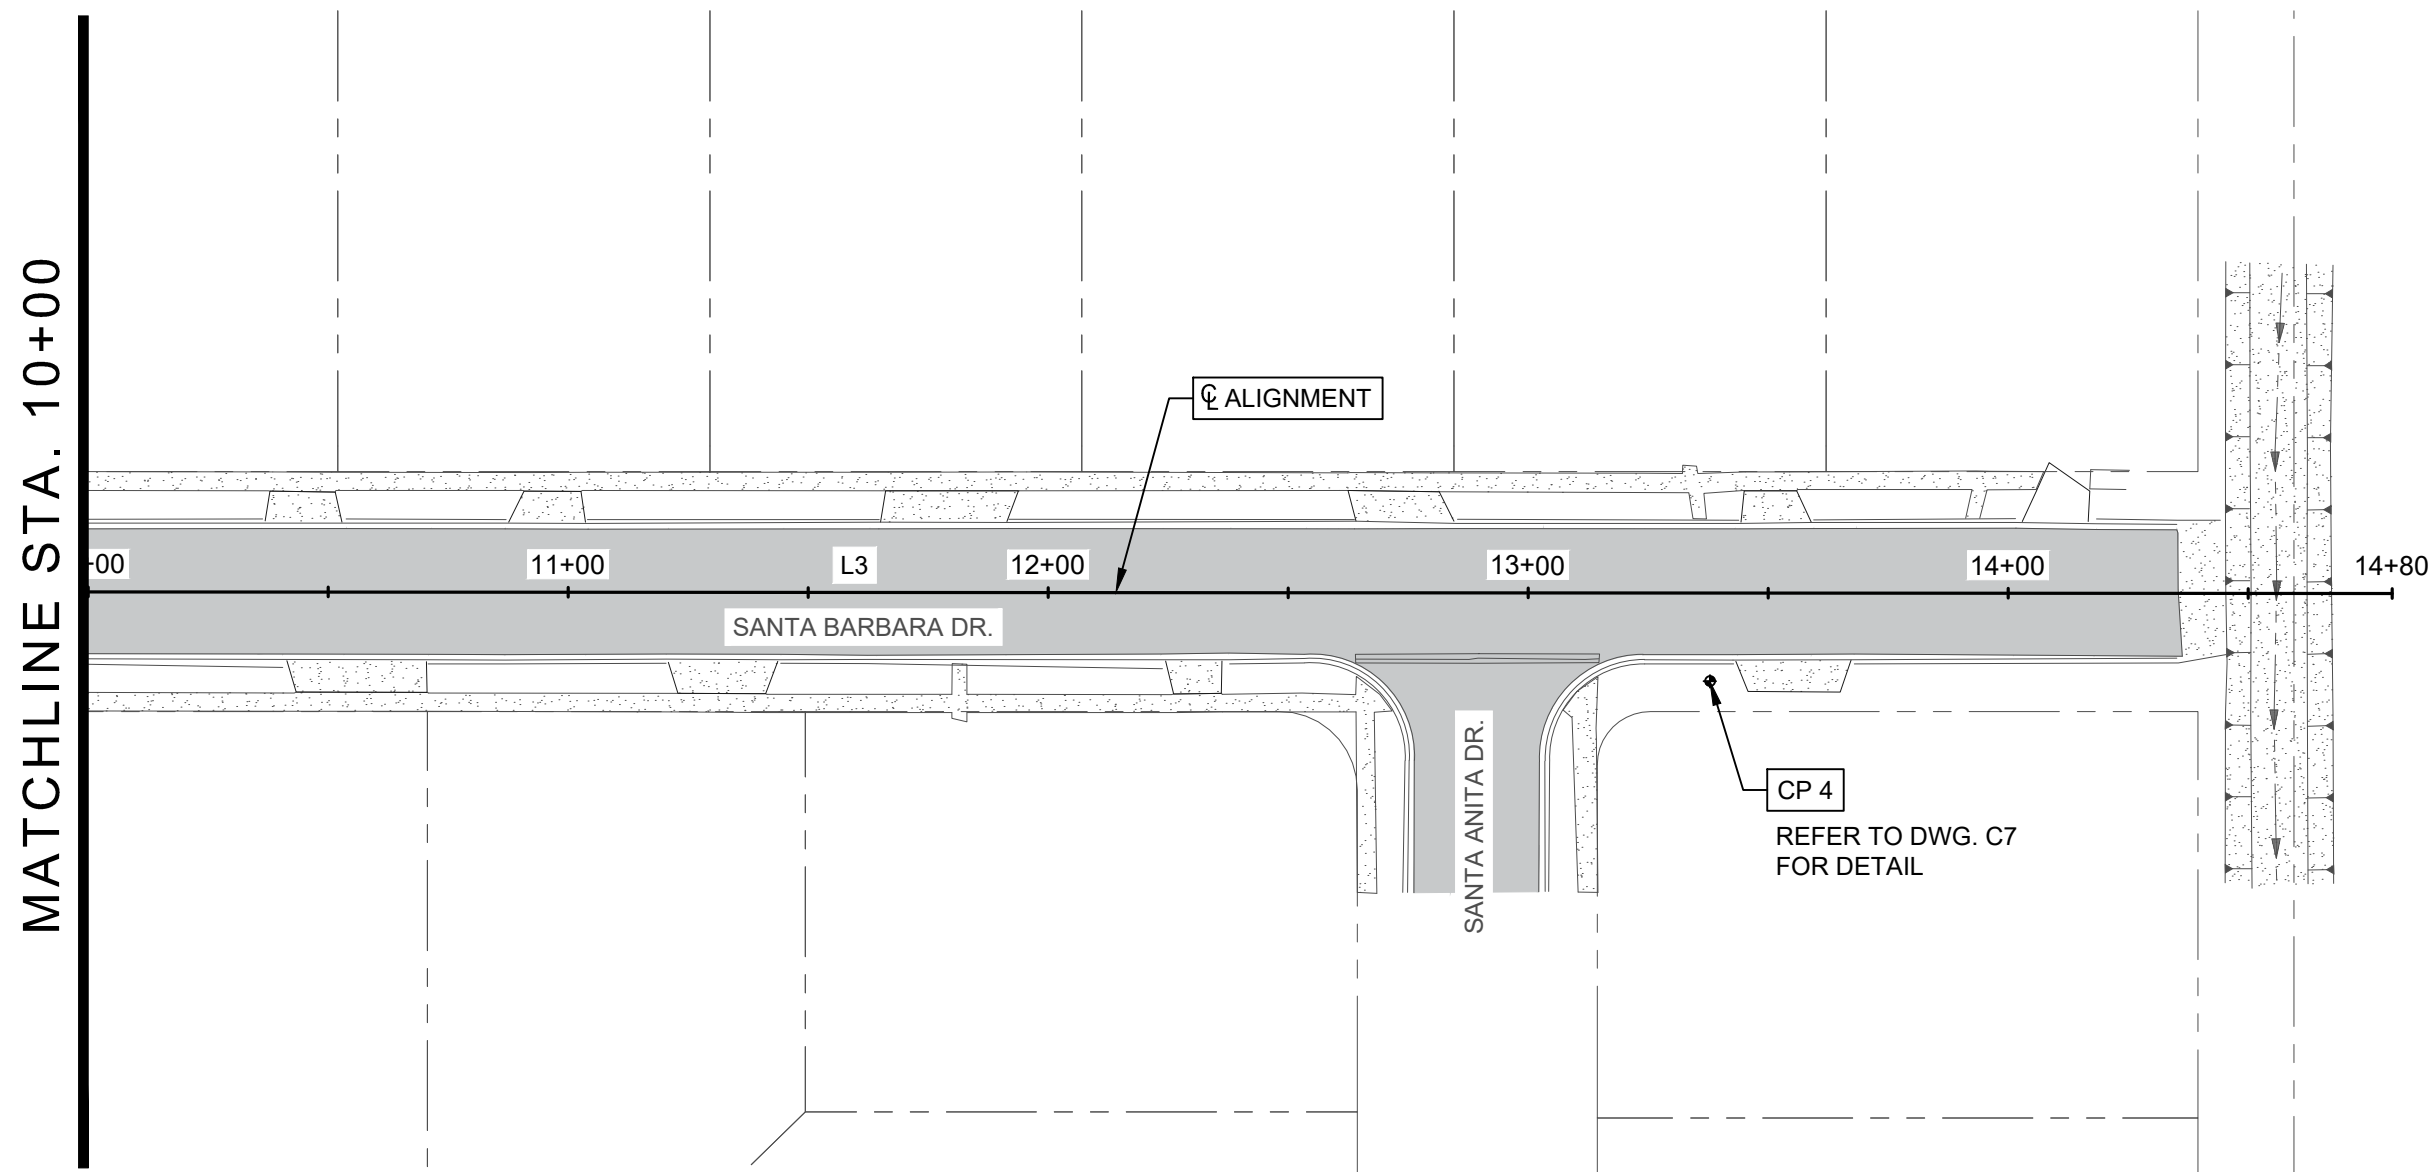 MATCHLINE STA. 10+00
℄ ALIGNMENT
-00
11+00
L3
12+00
13+00
14+00
14+80
SANTA BARBARA DR.
SANTA ANITA DR.
CP 4
REFER TO DWG. C7
FOR DETAIL